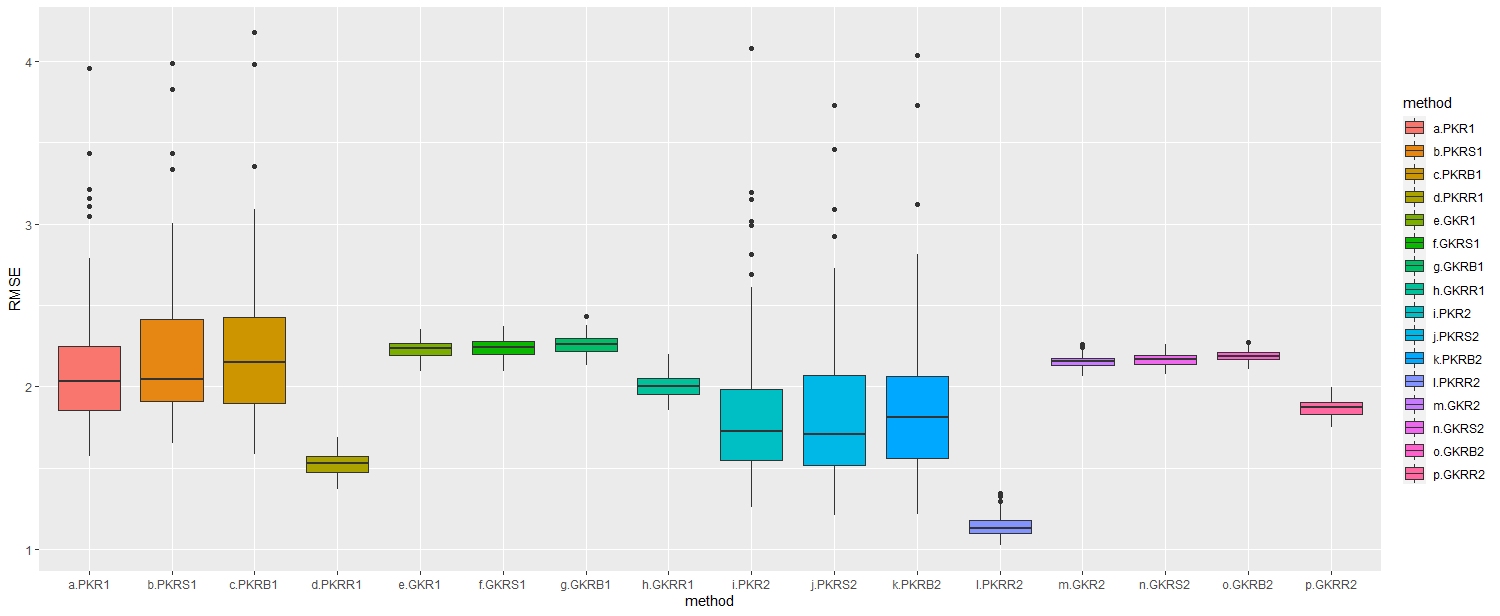 RMSE
4
3
2
1
a.PKR1 b.PKRS1 c.PKRB1 d.PKRR1 e.GKR1 f.GKRS1 g.GKRB1 h.GKRR1 i.PKR2 j.PKRS2 k.PKRB2 l.PKRR2 m.GKR2 n.GKRS2 o.GKRB2 p.GKRR2
method
method
a.PKR1
b.PKRS1
c.PKRB1
d.PKRR1
e.GKR1
f.GKRS1
g.GKRB1
h.GKRR1
i.PKR2
j.PKRS2
k.PKRB2
l.PKRR2
m.GKR2
n.GKRS2
o.GKRB2
p.GKRR2